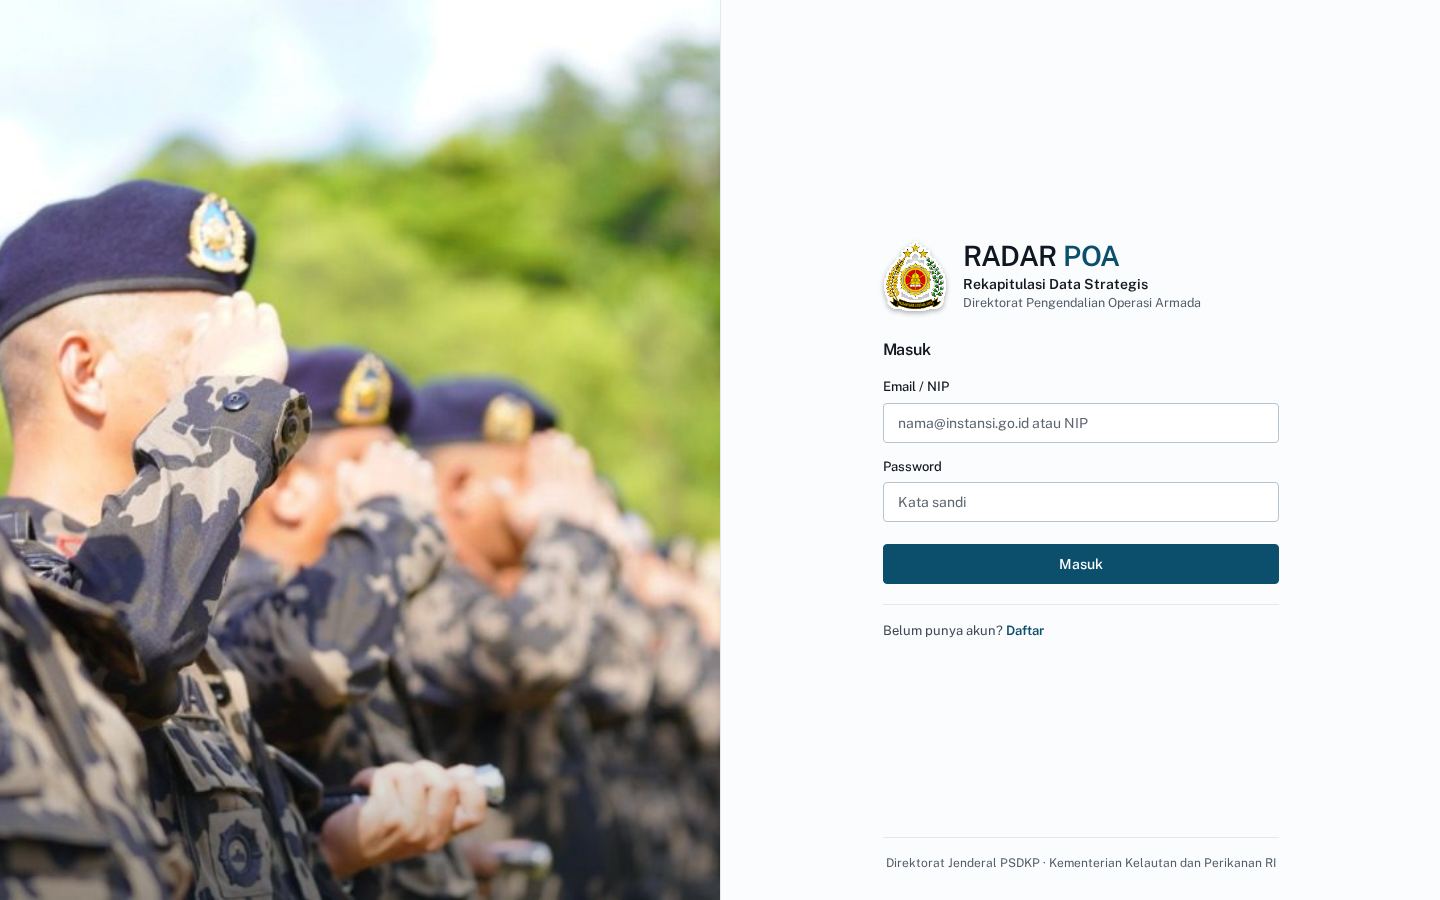 RADAR POA
Rekapitulasi Data Strategis
Direktorat Pengendalian Operasi Armada
Masuk
Email / NIP
nama@instansi.go.id atau NIP
Password
Kata sandi
Masuk
Belum punya akun? Daftar
Direktorat Jenderal PSDKP · Kementerian Kelautan dan Perikanan RI